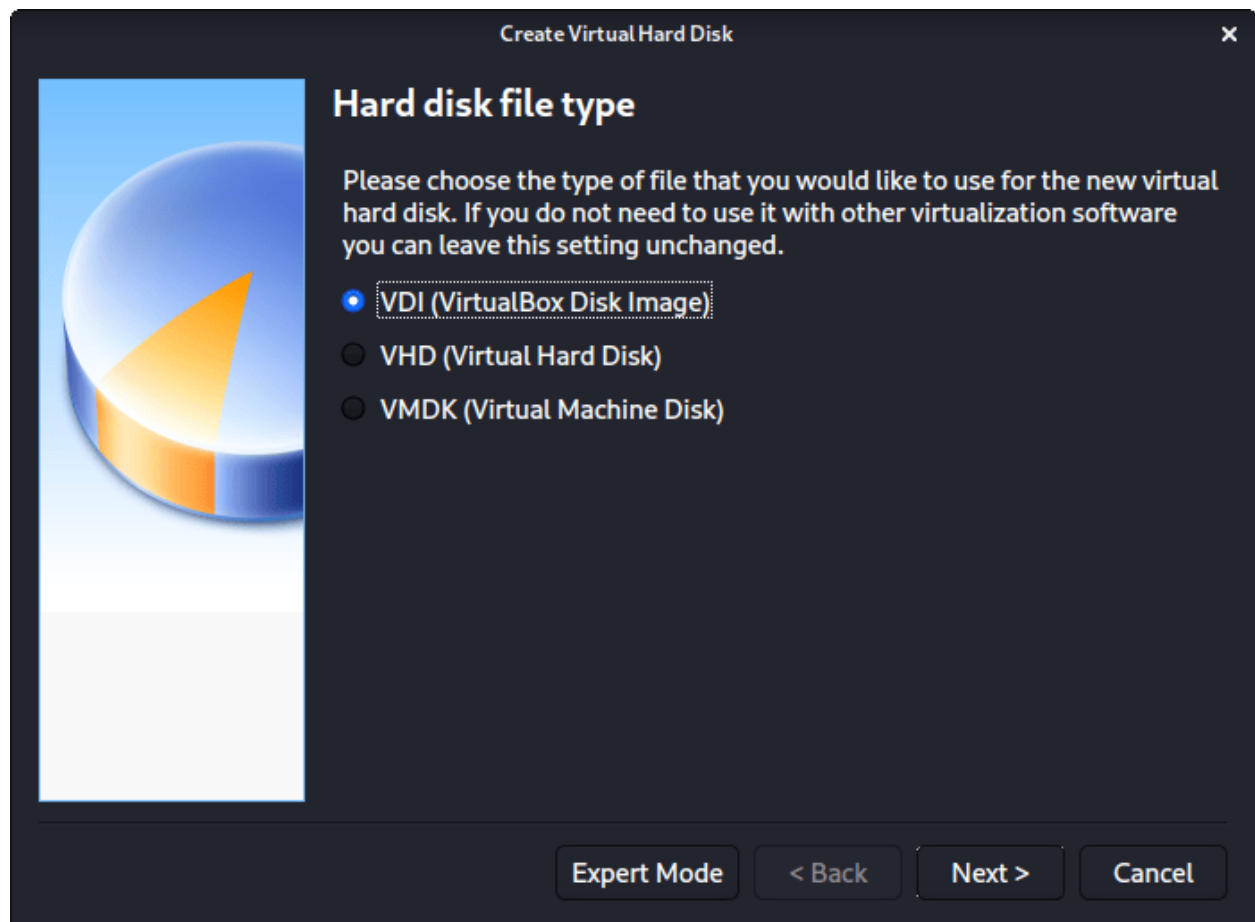 Create Virtual Hard Disk
Hard disk file type
Please choose the type of file that you would like to use for the new virtual
hard disk. If you do not need to use it with other virtualization software
you can leave this setting unchanged.
VDI (VirtualBox Disk Image)
VHD (Virtual Hard Disk)
VMDK (Virtual Machine Disk)
Expert Mode < Back Next > Cancel